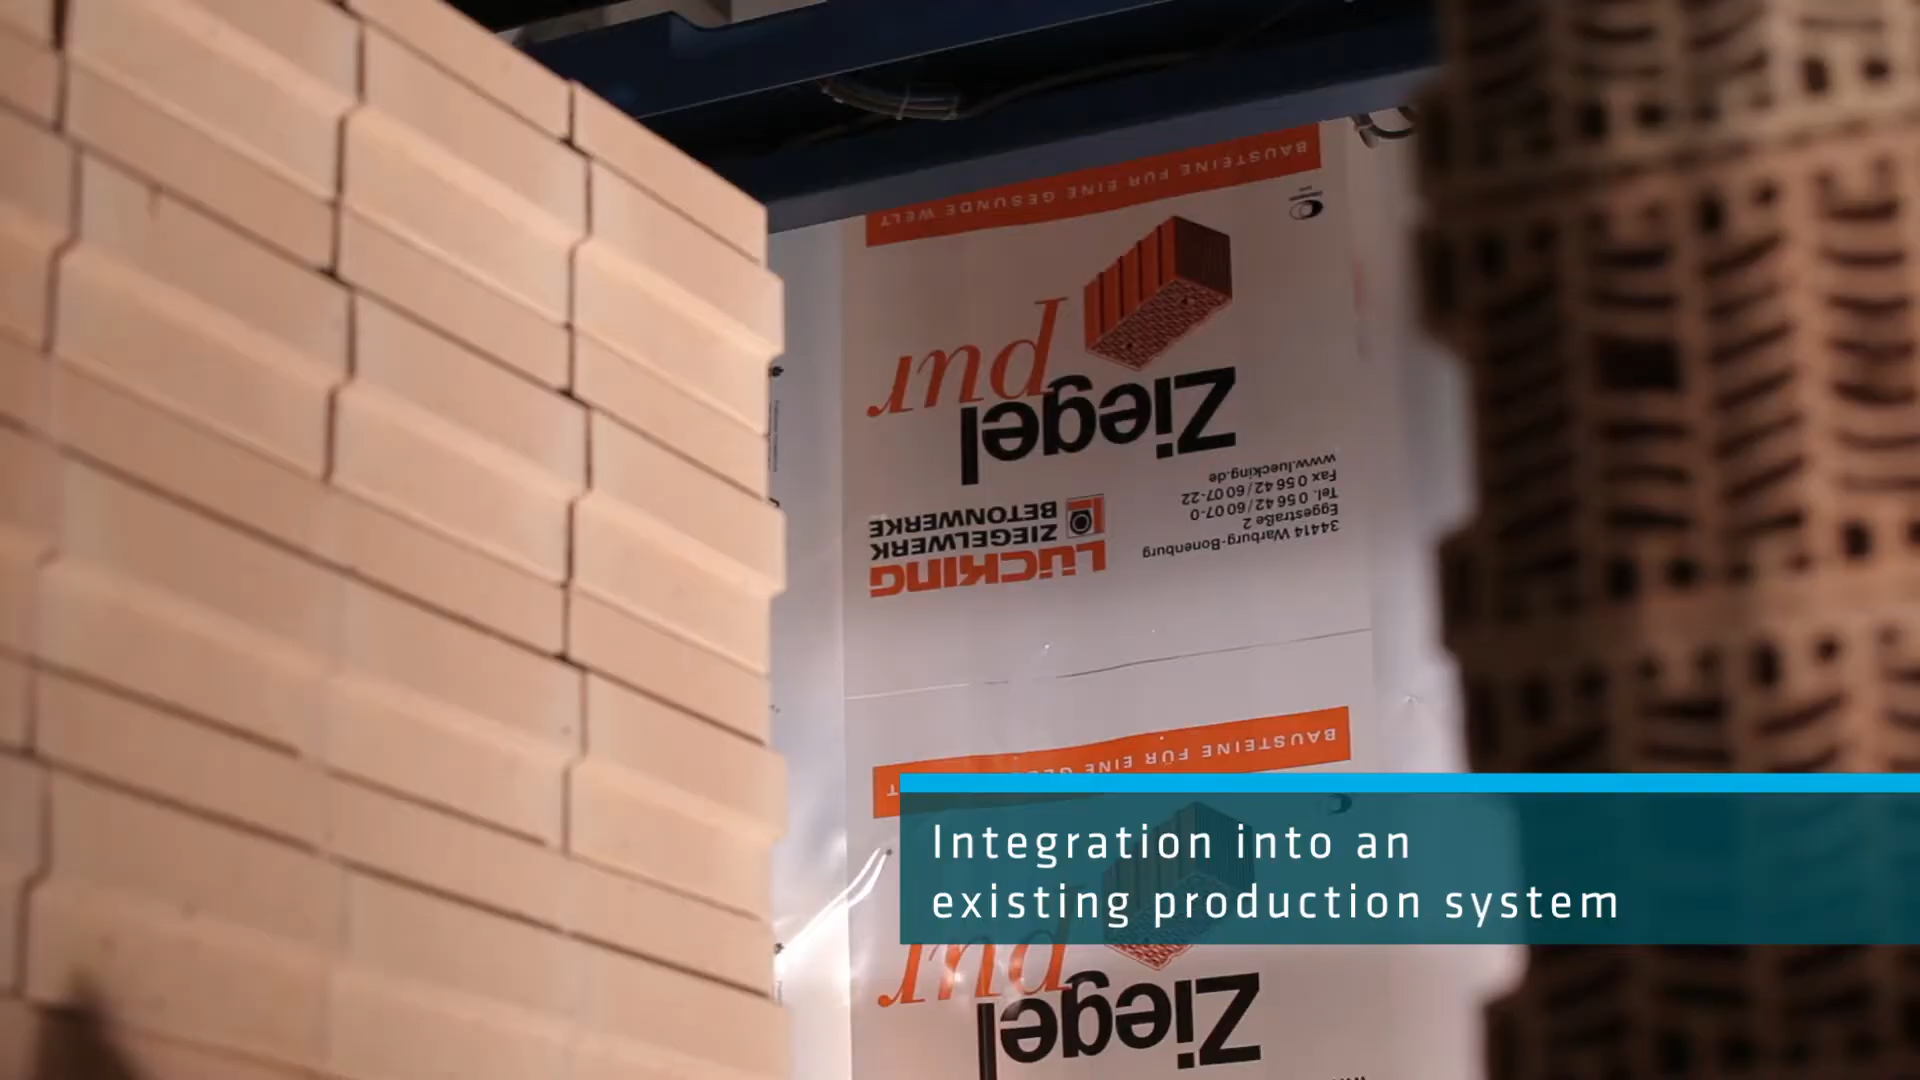 BAUSTEINE FÜR EINE GESUNDE WELT
pur
Ziegel
www.luecking.de
Fax 0 56 42 / 60 07-22
Tel. 0 56 42 / 60 07-0
Eggestraße 2
34414 Warburg-Bonenburg
BETONWERKE
ZIEGELWERK
LÜCKING
BAUSTEINE FÜR EINE
Integration into an
existing production system
pur
Ziegel